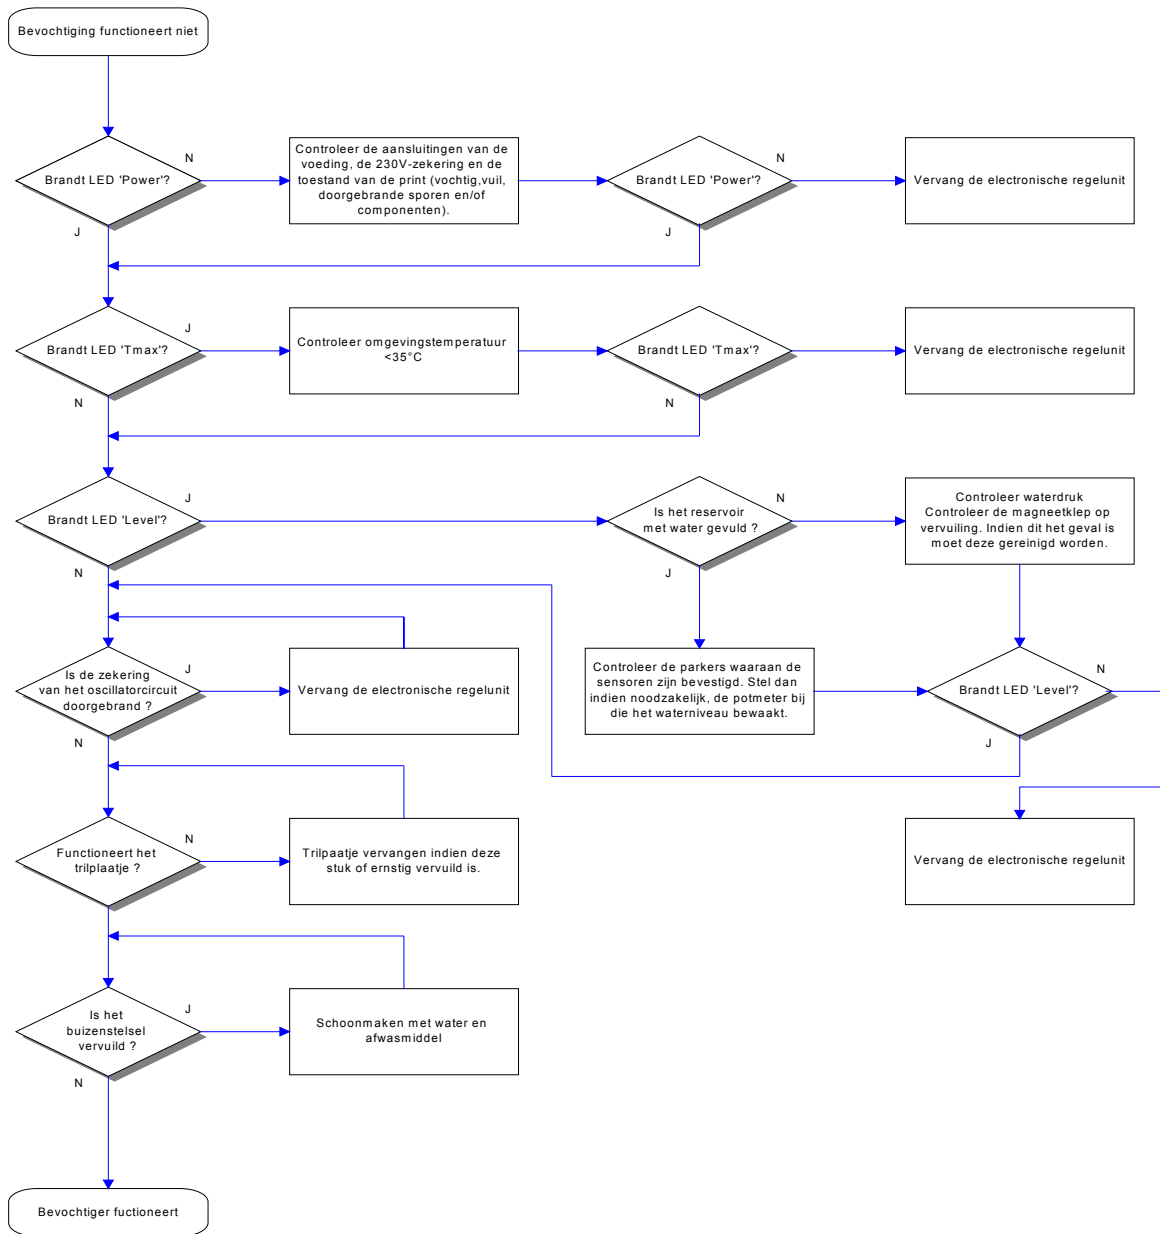 Bevochtiging functioneert niet
Brandt LED 'Power'?
N
J
Controleer de aansluitingen van de
voeding, de 230V-zekering en de
toestand van de print (vochtig,vuil,
doorgebrande sporen en/of
componenten).
Brandt LED 'Power'?
N
J
Vervang de electronische regelunit
Brandt LED 'Tmax'?
J
N
Controleer omgevingstemperatuur
<35°C
Brandt LED 'Tmax'?
J
N
Vervang de electronische regelunit
Brandt LED 'Level'?
J
N
Is het reservoir
met water gevuld ?
N
J
Controleer waterdruk
Controleer de magneetklep op
vervuiling. Indien dit het geval is
moet deze gereinigd worden.
Is de zekering
van het oscillatorcircuit
doorgebrand ?
J
N
Vervang de electronische regelunit
Controleer de parkers waaraan de
sensoren zijn bevestigd. Stel dan
indien noodzakelijk, de potmeter bij
die het waterniveau bewaakt.
Brandt LED 'Level'?
N
J
Functioneert het
trilplaatje ?
N
Trilpaatje vervangen indien deze
stuk of ernstig vervuild is.
Vervang de electronische regelunit
Is het
buizenstelsel
vervuild ?
J
N
Schoonmaken met water en
afwasmiddel
Bevochtiger fuctioneert